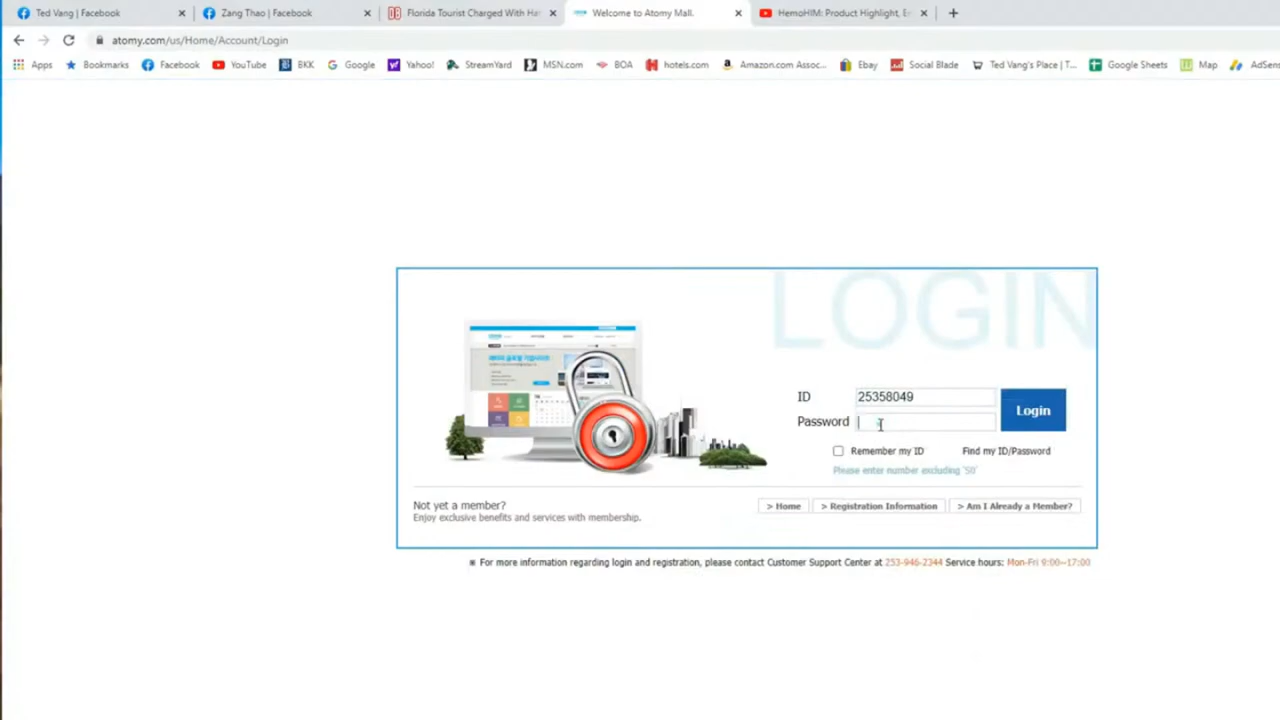 Ted Vang | Facebook
Zang Thao | Facebook
Florida Tourist Charged With Ha
Welcome to Atomy Mall.
HemoHIM: Product Highlight, E
atomy.com/us/Home/Account/Login
Apps Bookmarks Facebook YouTube BKK Google Yahoo! StreamYard MSN.com BOA hotels.com Amazon.com Assoc... Ebay Social Blade Ted Vang's Place | T... Google Sheets Map AdSens
LOGIN
ID 25358049
Password
Login
Remember my ID Find my ID/Password
Please enter number excluding '50'
Not yet a member?
Enjoy exclusive benefits and services with membership.
> Home > Registration Information > Am I Already a Member?
※ For more information regarding login and registration, please contact Customer Support Center at 253-946-2344 Service hours: Mon-Fri 9:00~17:00